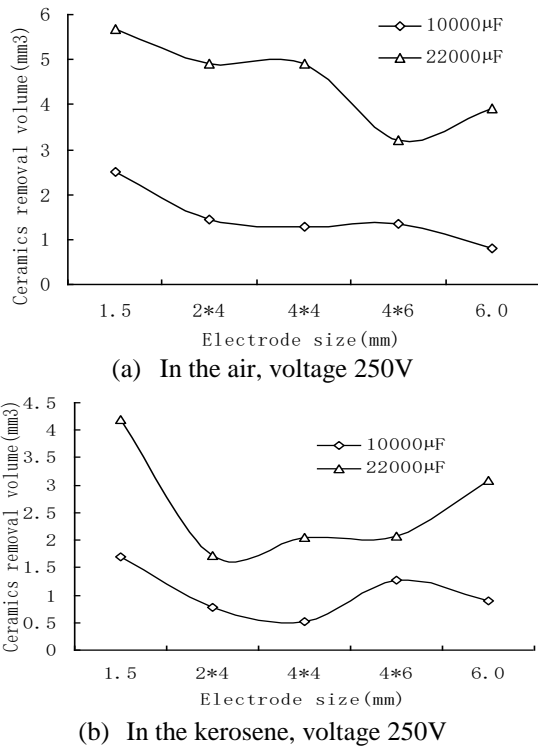 Ceramics removal volume(mm3)
6
5
4
3
2
1
0
10000μF
22000μF
1.5 2*4 4*4 4*6 6.0
Electrode size(mm)
(a) In the air, voltage 250V
Ceramics removal volume(mm3)
4.5
4
3.5
3
2.5
2
1.5
1
0.5
0
10000μF
22000μF
1.5 2*4 4*4 4*6 6.0
Electrode size(mm)
(b) In the kerosene, voltage 250V